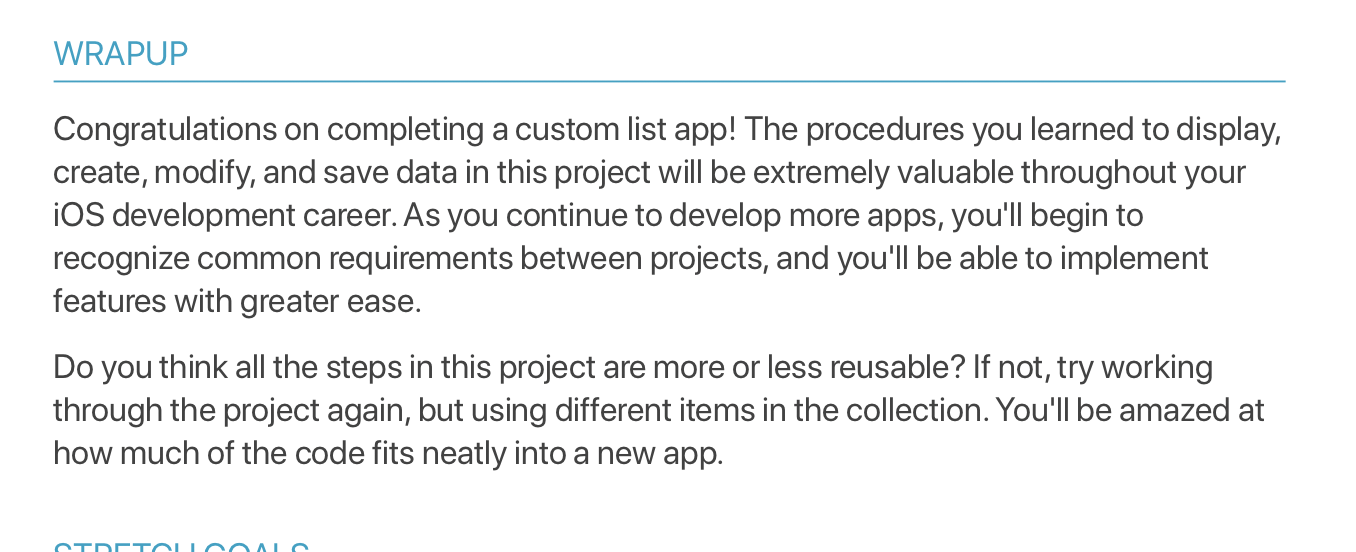 WRAPUP
Congratulations on completing a custom list app! The procedures you learned to display,
create, modify, and save data in this project will be extremely valuable throughout your
iOS development career. As you continue to develop more apps, you'll begin to
recognize common requirements between projects, and you'll be able to implement
features with greater ease.
Do you think all the steps in this project are more or less reusable? If not, try working
through the project again, but using different items in the collection. You'll be amazed at
how much of the code fits neatly into a new app.
STRETCH GOALS